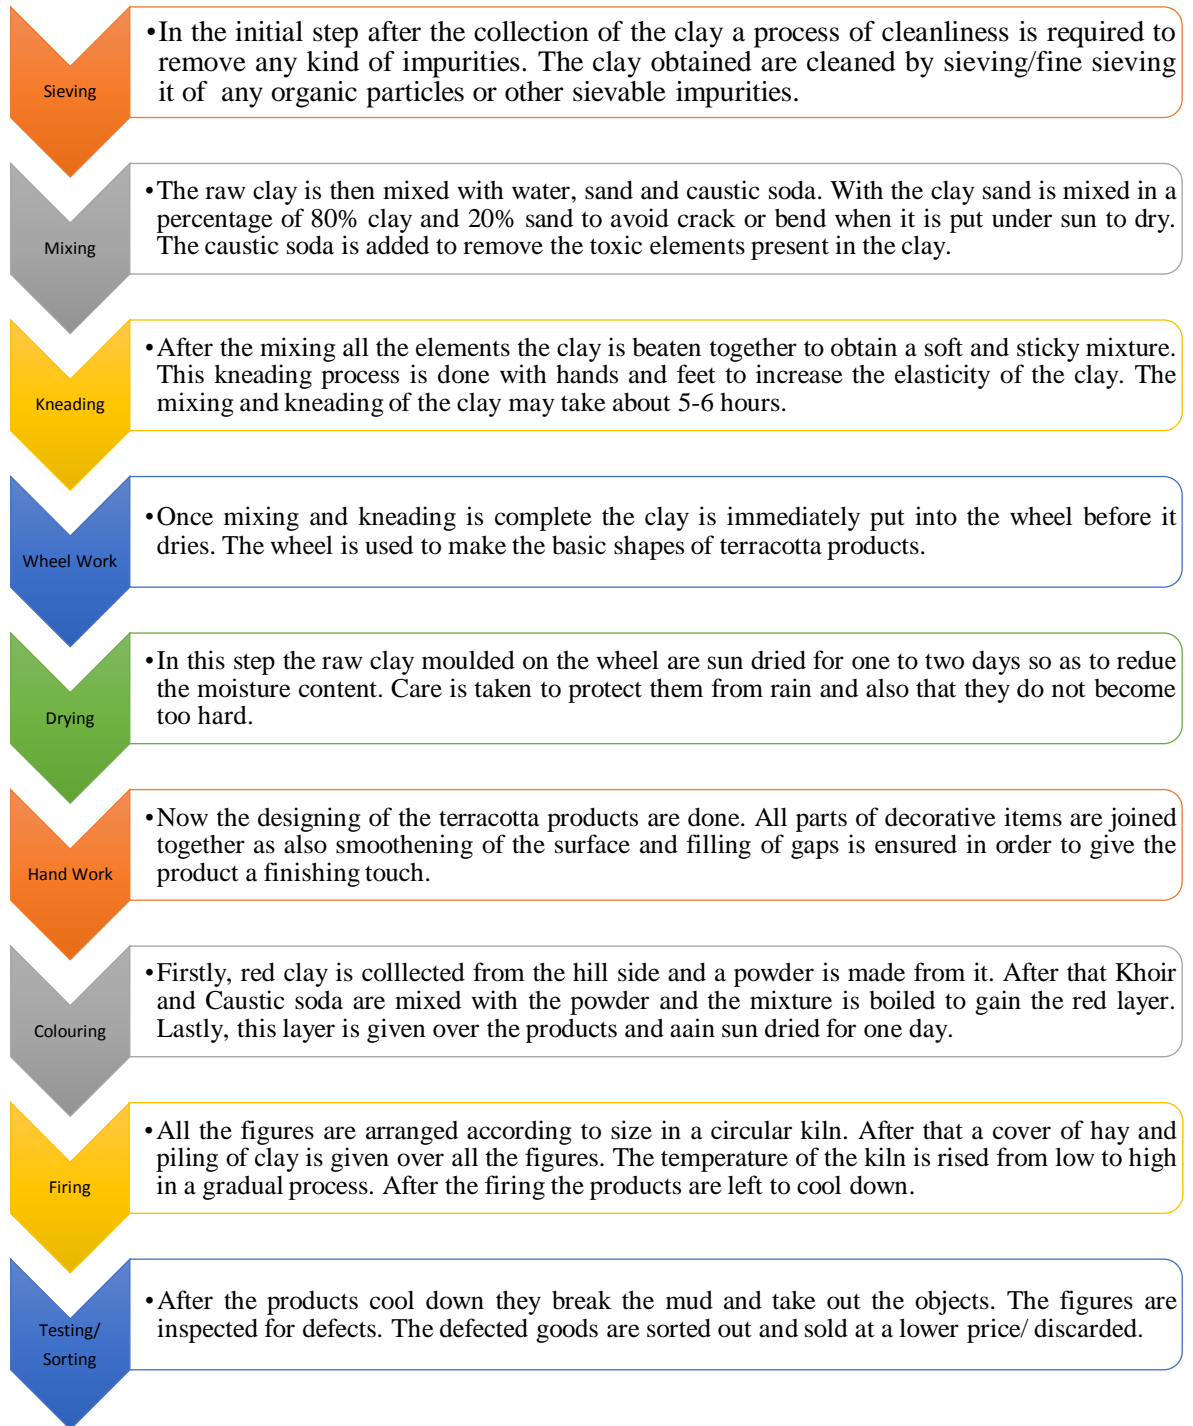 Sieving
•In the initial step after the collection of the clay a process of cleanliness is required to
remove any kind of impurities. The clay obtained are cleaned by sieving/fine sieving
it of any organic particles or other sievable impurities.
Mixing
•The raw clay is then mixed with water, sand and caustic soda. With the clay sand is mixed in a
percentage of 80% clay and 20% sand to avoid crack or bend when it is put under sun to dry.
The caustic soda is added to remove the toxic elements present in the clay.
Kneading
•After the mixing all the elements the clay is beaten together to obtain a soft and sticky mixture.
This kneading process is done with hands and feet to increase the elasticity of the clay. The
mixing and kneading of the clay may take about 5-6 hours.
Wheel Work
•Once mixing and kneading is complete the clay is immediately put into the wheel before it
dries. The wheel is used to make the basic shapes of terracotta products.
Drying
•In this step the raw clay moulded on the wheel are sun dried for one to two days so as to redue
the moisture content. Care is taken to protect them from rain and also that they do not become
too hard.
Hand Work
•Now the designing of the terracotta products are done. All parts of decorative items are joined
together as also smoothening of the surface and filling of gaps is ensured in order to give the
product a finishing touch.
Colouring
•Firstly, red clay is colllected from the hill side and a powder is made from it. After that Khoir
and Caustic soda are mixed with the powder and the mixture is boiled to gain the red layer.
Lastly, this layer is given over the products and aain sun dried for one day.
Firing
•All the figures are arranged according to size in a circular kiln. After that a cover of hay and
piling of clay is given over all the figures. The temperature of the kiln is rised from low to high
in a gradual process. After the firing the products are left to cool down.
Testing/
Sorting
•After the products cool down they break the mud and take out the objects. The figures are
inspected for defects. The defected goods are sorted out and sold at a lower price/ discarded.